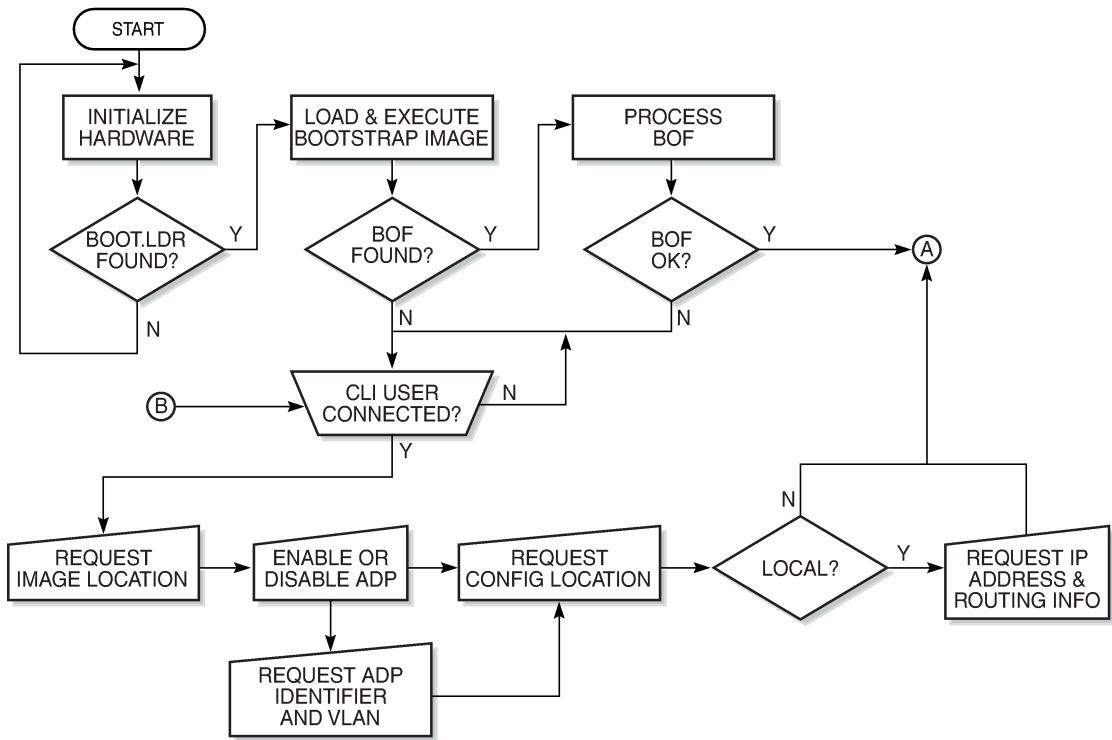 START
INITIALIZE
HARDWARE
LOAD & EXECUTE
BOOTSTRAP IMAGE
PROCESS
BOF
BOOT.LDR
FOUND?
Y
N
BOF
FOUND?
Y
N
BOF
OK?
Y
N
A
B
CLI USER
CONNECTED?
N
Y
REQUEST
IMAGE LOCATION
ENABLE OR
DISABLE ADP
REQUEST
CONFIG LOCATION
LOCAL?
N
Y
REQUEST IP
ADDRESS &
ROUTING INFO
REQUEST ADP
IDENTIFIER
AND VLAN